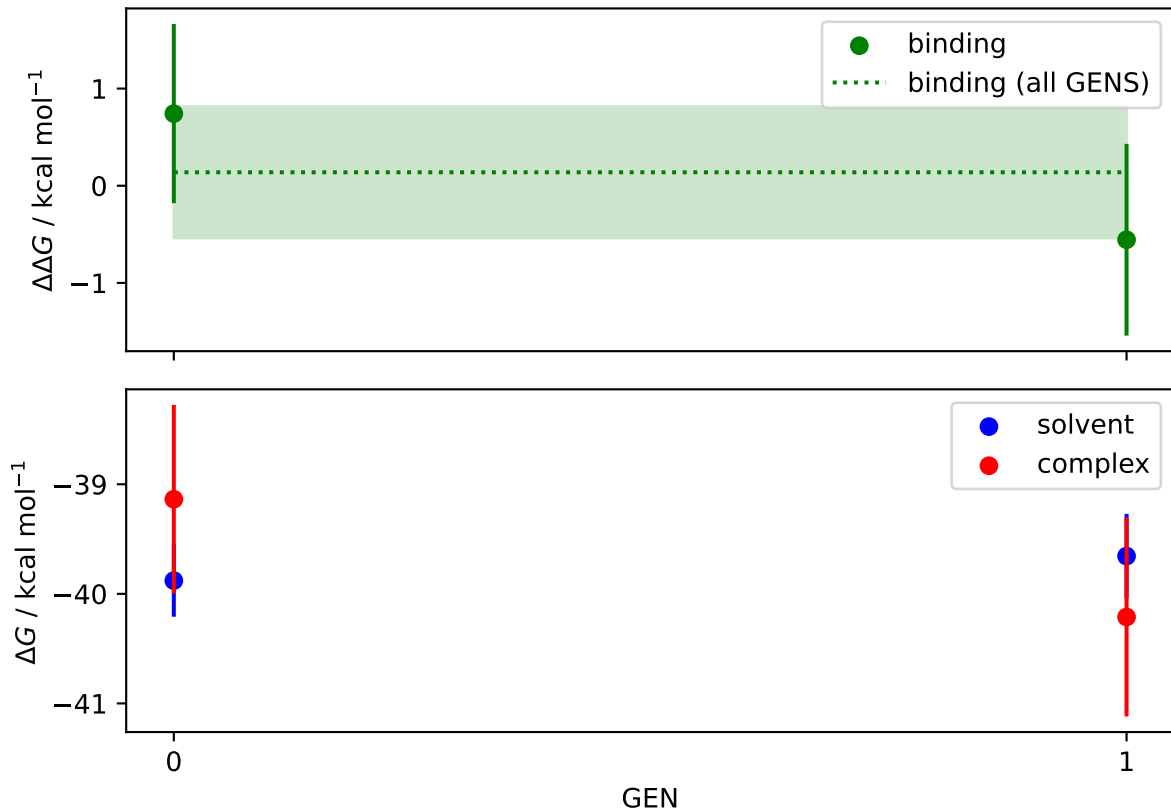 ΔΔG / kcal mol⁻¹
1
0
−1
binding
binding (all GENS)
ΔG / kcal mol⁻¹
−39
−40
−41
solvent
complex
0
1
GEN